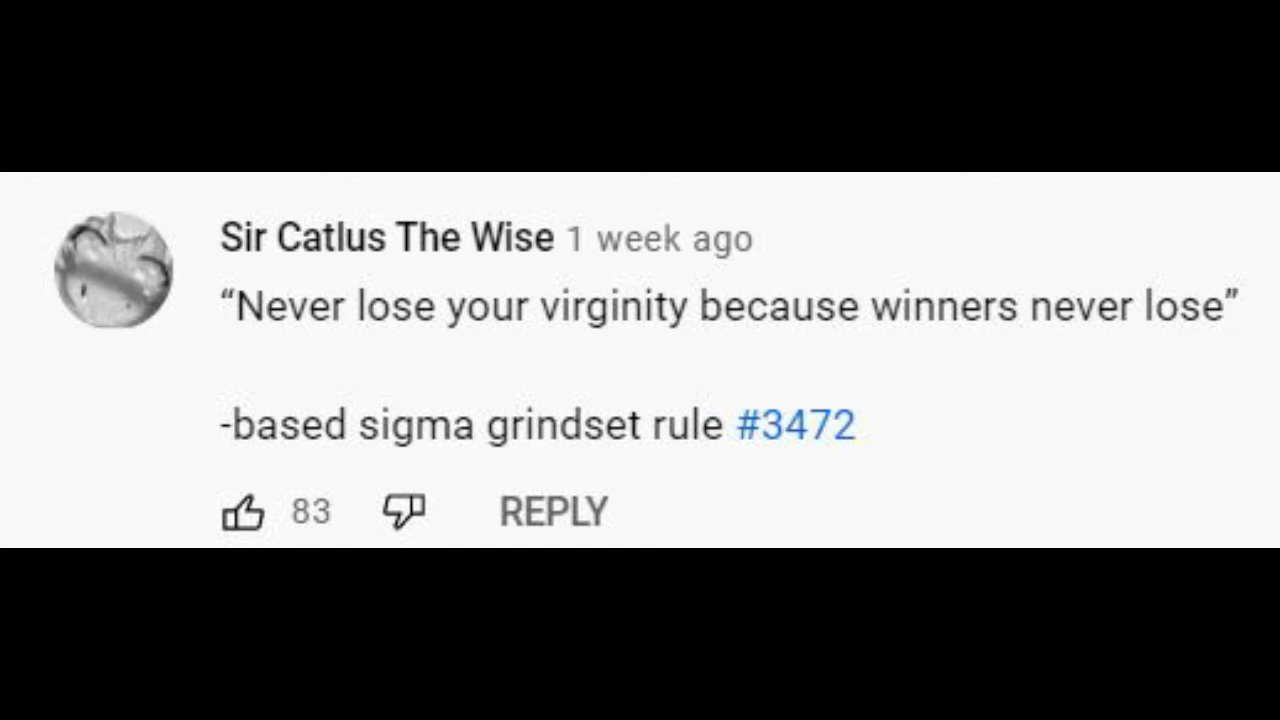 Sir Catlus The Wise 1 week ago
“Never lose your virginity because winners never lose”
-based sigma grindset rule #3472
83 REPLY